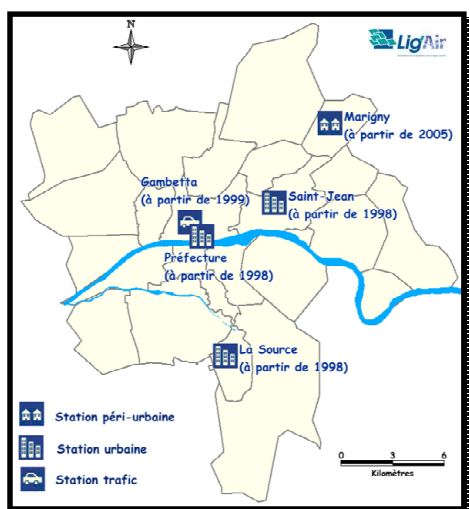 N
Lig'Air
Marigny
(à partir de 2005)
Gambetta
(à partir de 1999)
Saint-Jean
(à partir de 1998)
Préfecture
(à partir de 1998)
La Source
(à partir de 1998)
Station péri-urbaine
Station urbaine
Station trafic
0 3 6
Kilomètres